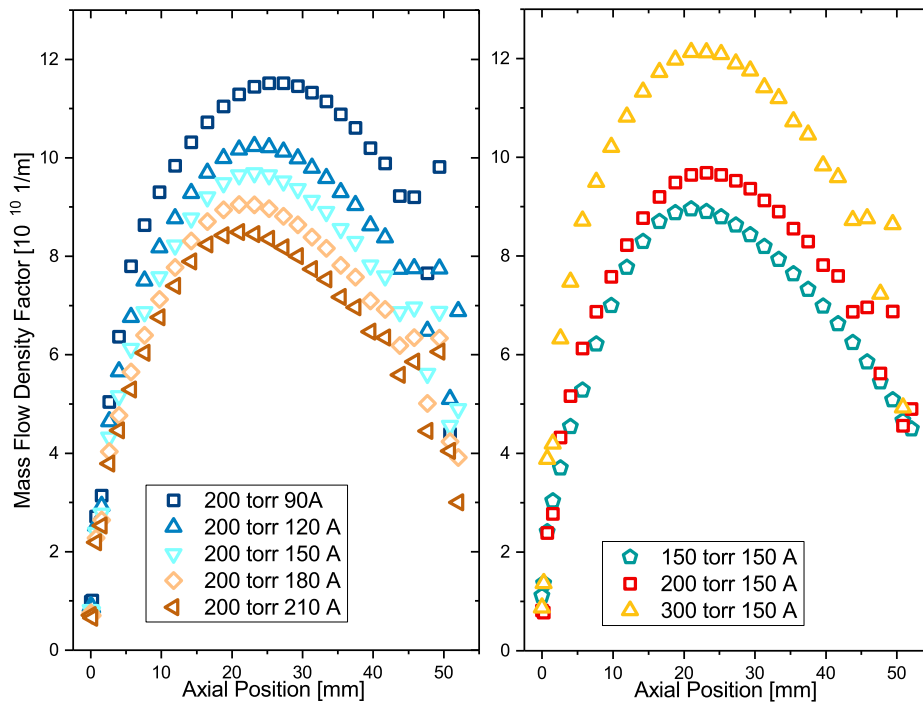 Mass Flow Density Factor [10^10 1/m]
12
10
8
6
4
2
0
200 torr 90A
200 torr 120 A
200 torr 150 A
200 torr 180 A
200 torr 210 A
0 10 20 30 40 50
Axial Position [mm]
12
10
8
6
4
2
0
150 torr 150 A
200 torr 150 A
300 torr 150 A
0 10 20 30 40 50
Axial Position [mm]